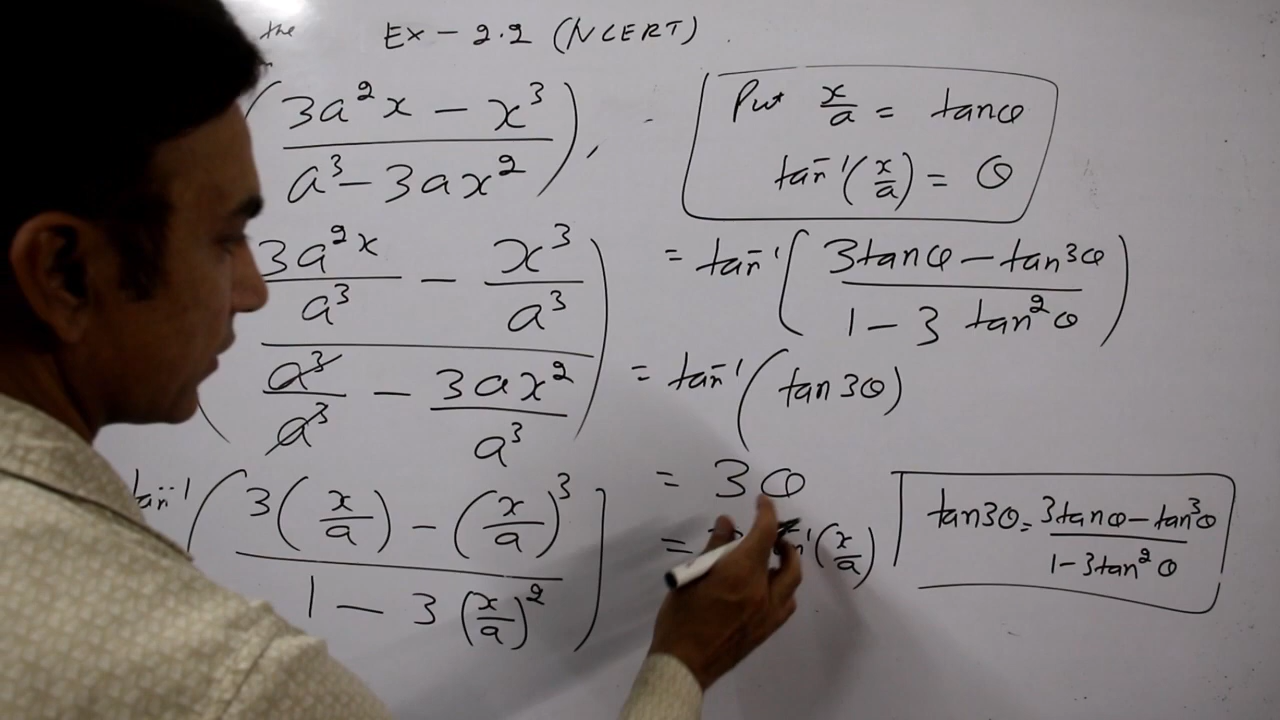 the Ex - 2.2 (NCERT)
(3a²x - x³ / a³ - 3ax²),
3a²x / a³ - x³ / a³
a³ / a³ - 3ax² / a³
tan⁻¹ (3(x/a) - (x/a)³ / 1 - 3(x/a)²)
Put x/a = tanθ
tan⁻¹(x/a) = θ
= tan⁻¹(3tanθ - tan³θ / 1 - 3 tan²θ)
= tan⁻¹(tan3θ)
= 3θ
= (x/a)
tan3θ = 3tanθ - tan³θ / 1 - 3tan²θ